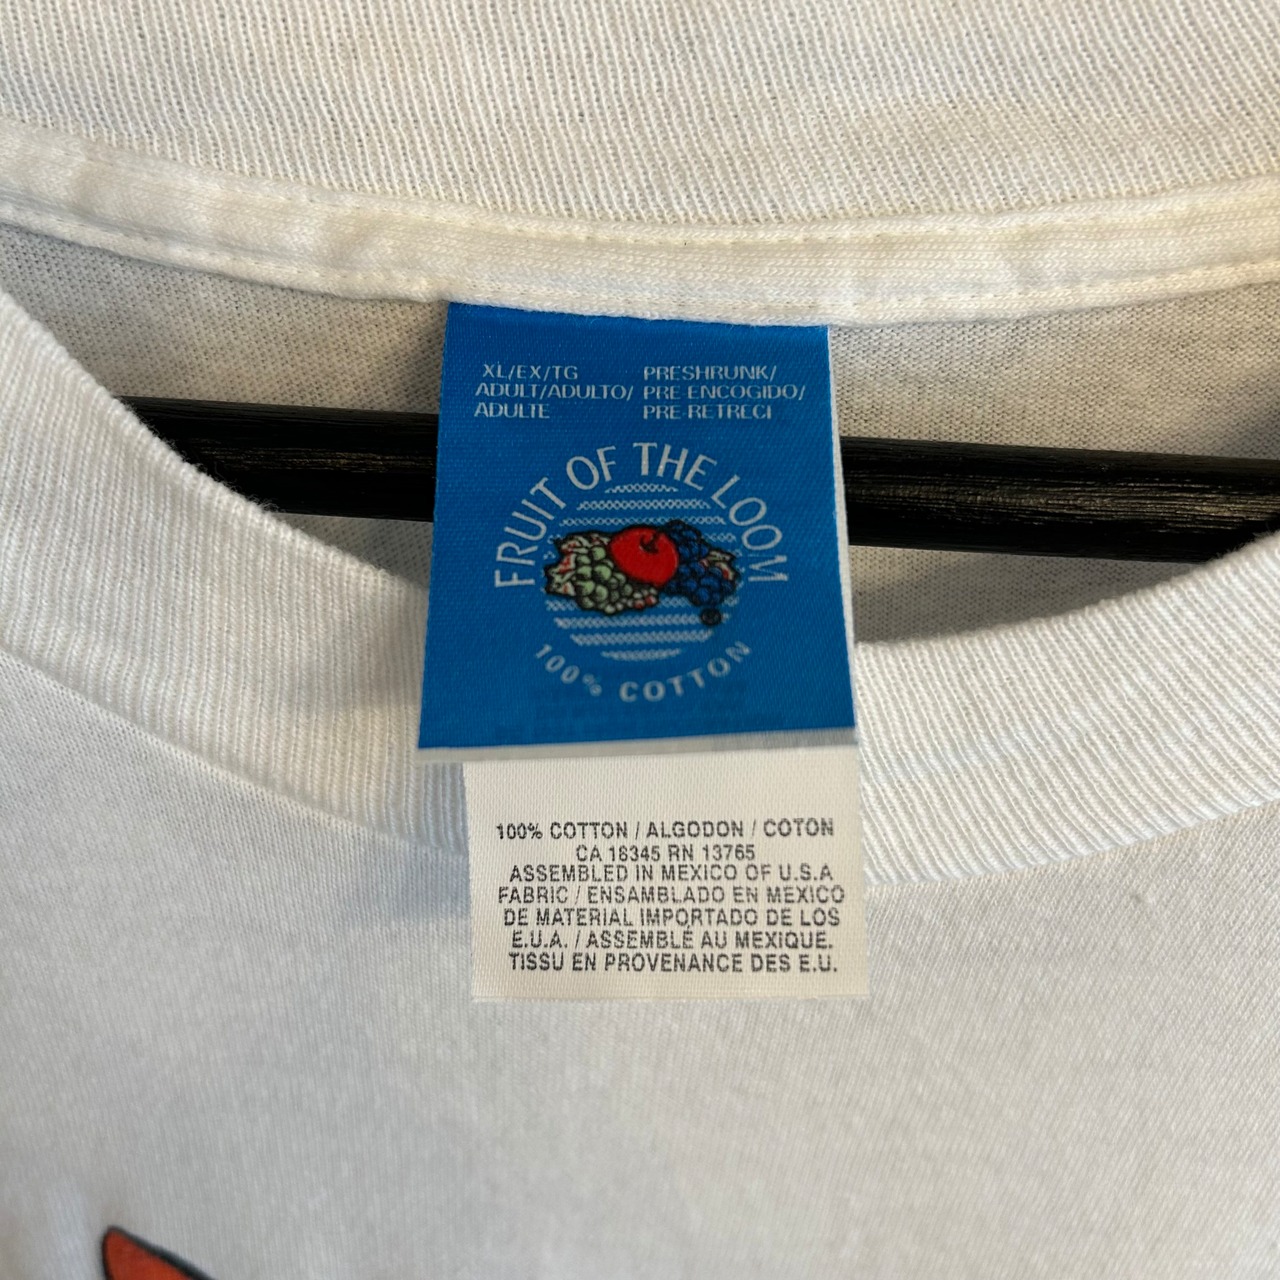 XL/EX/TG
ADULT/ADULTO/
ADULTE
PRESHRUNK/
PRE ENCOGIDO/
PRE-RETRECI
FRUIT OF THE LOOM
100% COTTON
100% COTTON / ALGODON / COTON
CA 18345 RN 13765
ASSEMBLED IN MEXICO OF U.S.A
FABRIC / ENSAMBLADO EN MEXICO
DE MATERIAL IMPORTADO DE LOS
E.U.A. / ASSEMBLÉ AU MEXIQUE.
TISSU EN PROVENANCE DES E.U.